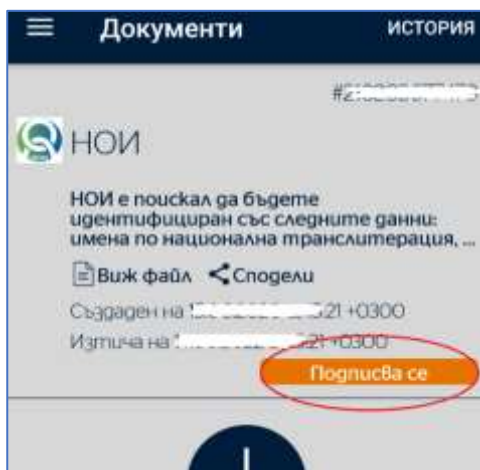 Документи
ИСТОРИЯ
НОИ
НОИ е поискал да бъдете
идентифициран със следните данни:
имена по национална транслитерация, ...
Виж файл Сподели
Създаден на :21 +0300
Изтича на :21 +0300
Подписва се